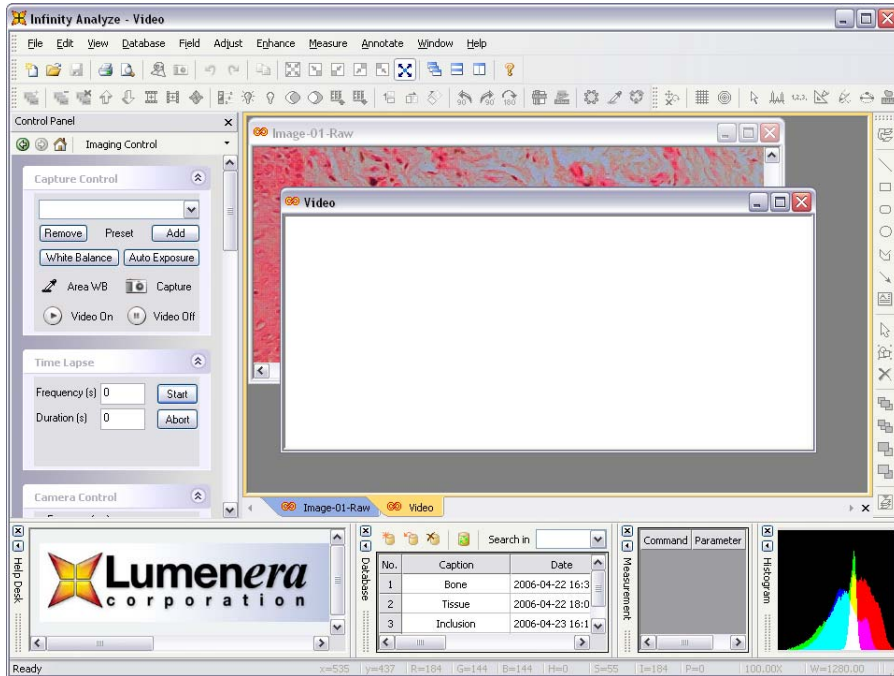 Infinity Analyze - Video
File Edit View Database Field Adjust Enhance Measure Annotate Window Help
Control Panel
Imaging Control
Capture Control
Remove Preset Add
White Balance Auto Exposure
Area WB Capture
Video On Video Off
Time Lapse
Frequency (s) 0 Start
Duration (s) 0 Abort
Camera Control
Image-01-Raw
Video
Image-01-Raw Video
Help Desk
Lumenera
corporation
Database
Search in
No. Caption Date
1 Bone 2006-04-22 16:3
2 Tissue 2006-04-22 18:0
3 Inclusion 2006-04-23 16:1
Measurement
Command Parameter
Histogram
Ready x=535 y=437 R=184 G=144 B=144 H=0 S=55 I=184 P=0 100.00X W=1280.00